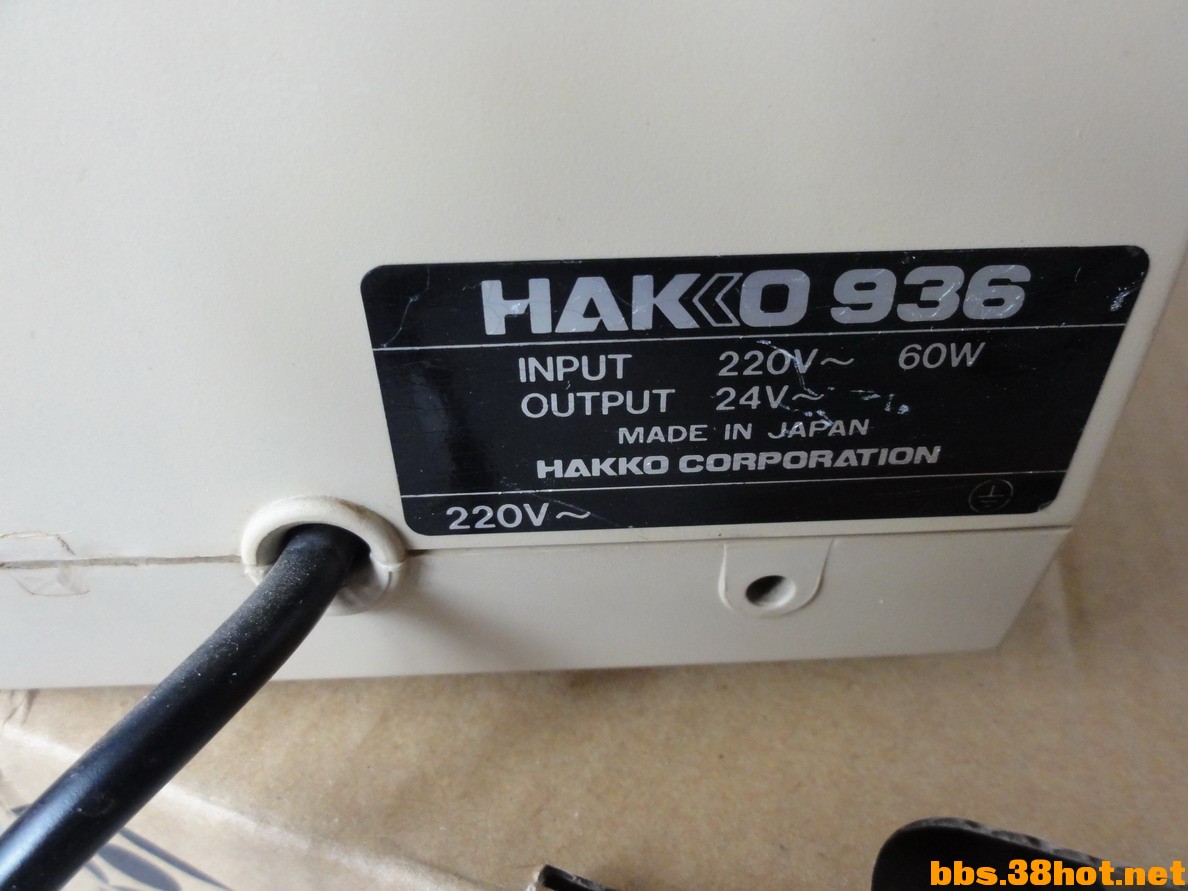 HAKKO 936
INPUT 220V~ 60W
OUTPUT 24V~
MADE IN JAPAN
HAKKO CORPORATION
220V~
bbs.38hot.net